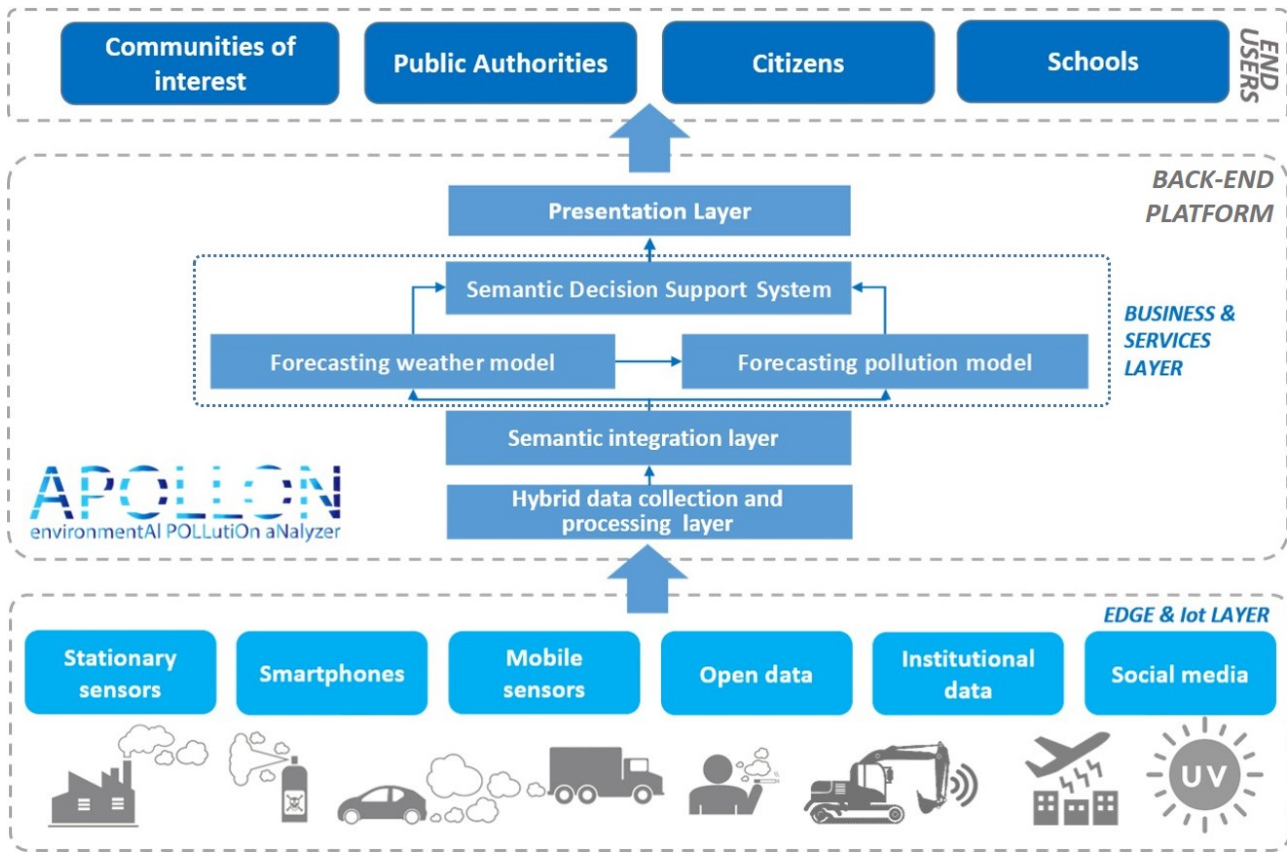 Communities of
interest
Public Authorities
Citizens
Schools
END
USERS
BACK-END
PLATFORM
Presentation Layer
Semantic Decision Support System
Forecasting weather model
Forecasting pollution model
BUSINESS &
SERVICES
LAYER
Semantic integration layer
Hybrid data collection and
processing layer
APOLLON
environmentAl POLLutiOn aNalyzer
EDGE & Iot LAYER
Stationary
sensors
Smartphones
Mobile
sensors
Open data
Institutional
data
Social media
UV